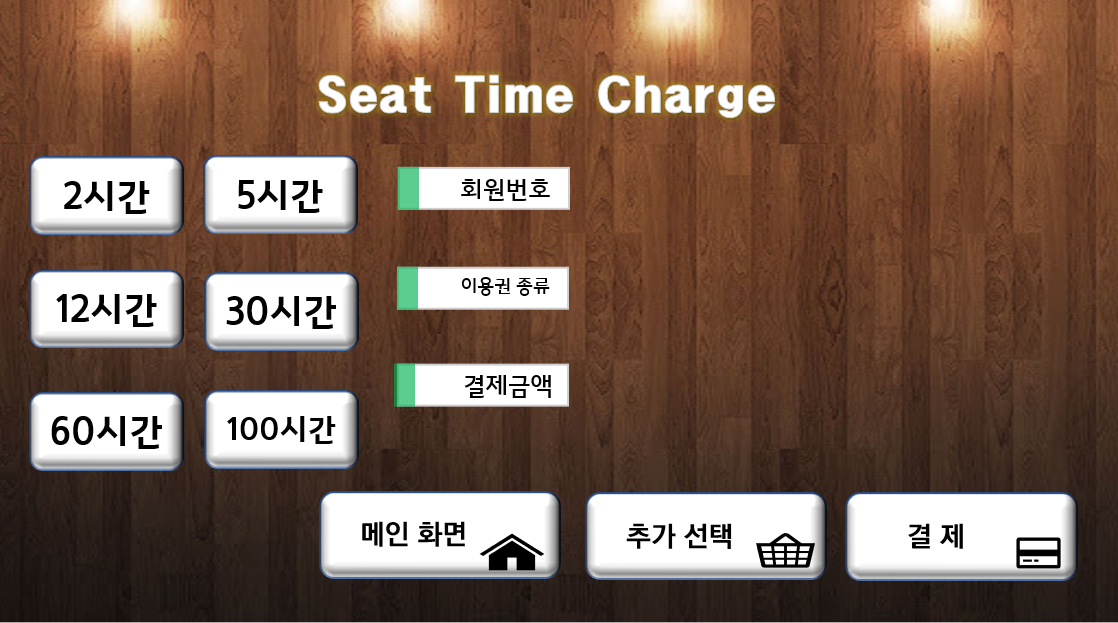 Seat Time Charge
2시간
5시간
회원번호
12시간
30시간
이용권 종류
60시간
100시간
결제금액
메인 화면
추가 선택
결 제